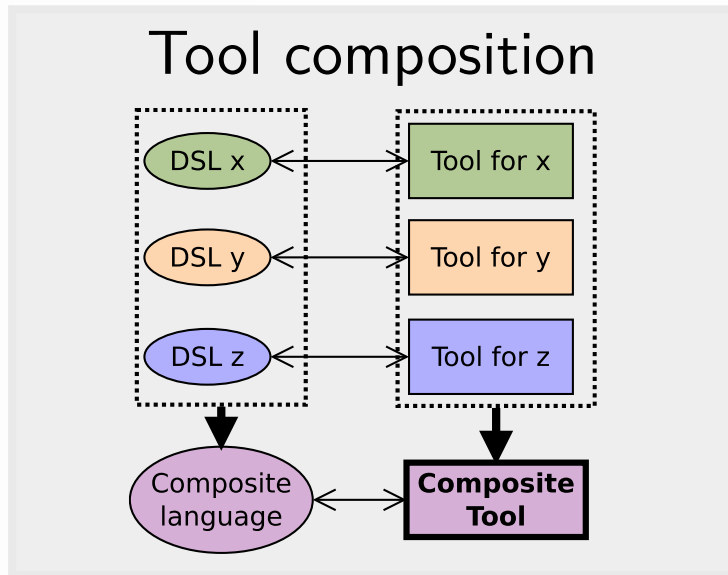 Tool composition
DSL x
Tool for x
DSL y
Tool for y
DSL z
Tool for z
Composite
language
Composite
Tool